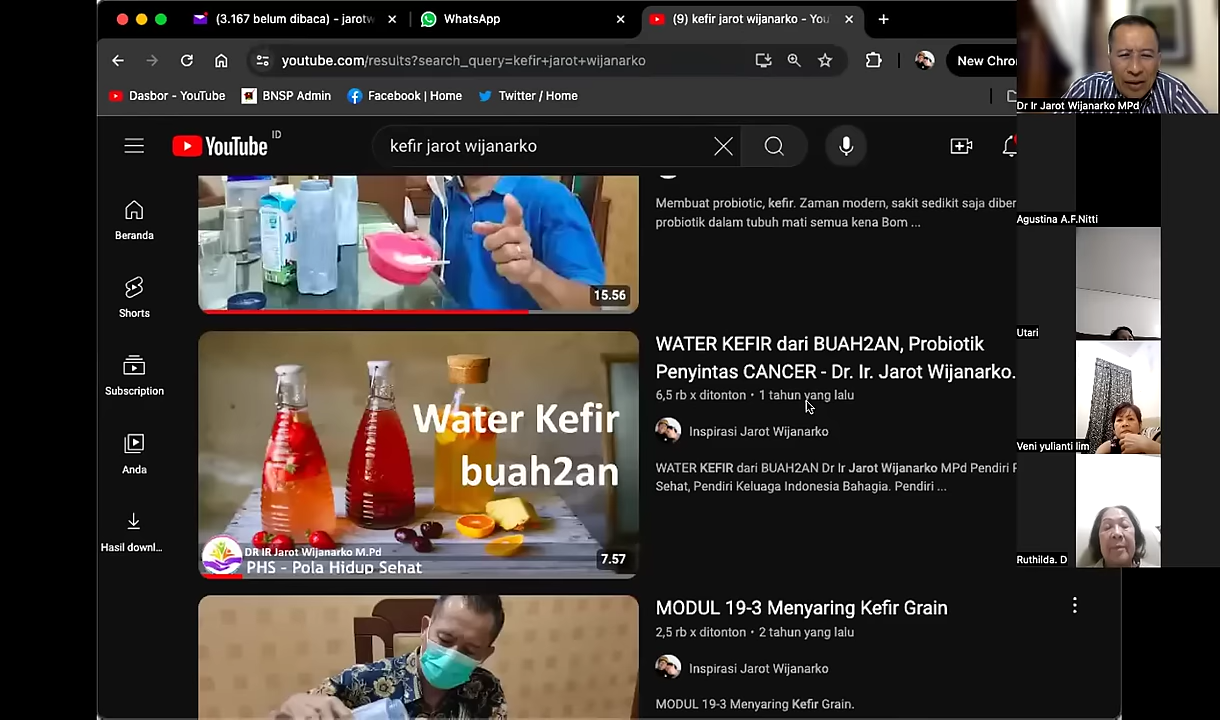 (3.167 belum dibaca) - jarotw
WhatsApp
(9) kefir jarot wijanarko - You
youtube.com/results?search_query=kefir+jarot+wijanarko
New Chron
Dasbor - YouTube
BNSP Admin
Facebook | Home
Twitter / Home
Dr Ir Jarot Wijanarko MPd
YouTube ID
kefir jarot wijanarko
Beranda
Shorts
Subscription
Anda
Hasil downl...
Membuat probiotic, kefir. Zaman modern, sakit sedikit saja diber
probiotik dalam tubuh mati semua kena Bom ...
15.56
Agustina A.F.Nitti
Utari
Veni yulianti lim
Ruthilda. D
Water Kefir
buah2an
DR IR Jarot Wijanarko M.Pd
PHS - Pola Hidup Sehat
7.57
WATER KEFIR dari BUAH2AN, Probiotik
Penyintas CANCER - Dr. Ir. Jarot Wijanarko.
6,5 rb x ditonton • 1 tahun yang lalu
Inspirasi Jarot Wijanarko
WATER KEFIR dari BUAH2AN Dr Ir Jarot Wijanarko MPd Pendiri P
Sehat, Pendiri Keluaga Indonesia Bahagia. Pendiri ...
MODUL 19-3 Menyaring Kefir Grain
2,5 rb x ditonton • 2 tahun yang lalu
Inspirasi Jarot Wijanarko
MODUL 19-3 Menyaring Kefir Grain.